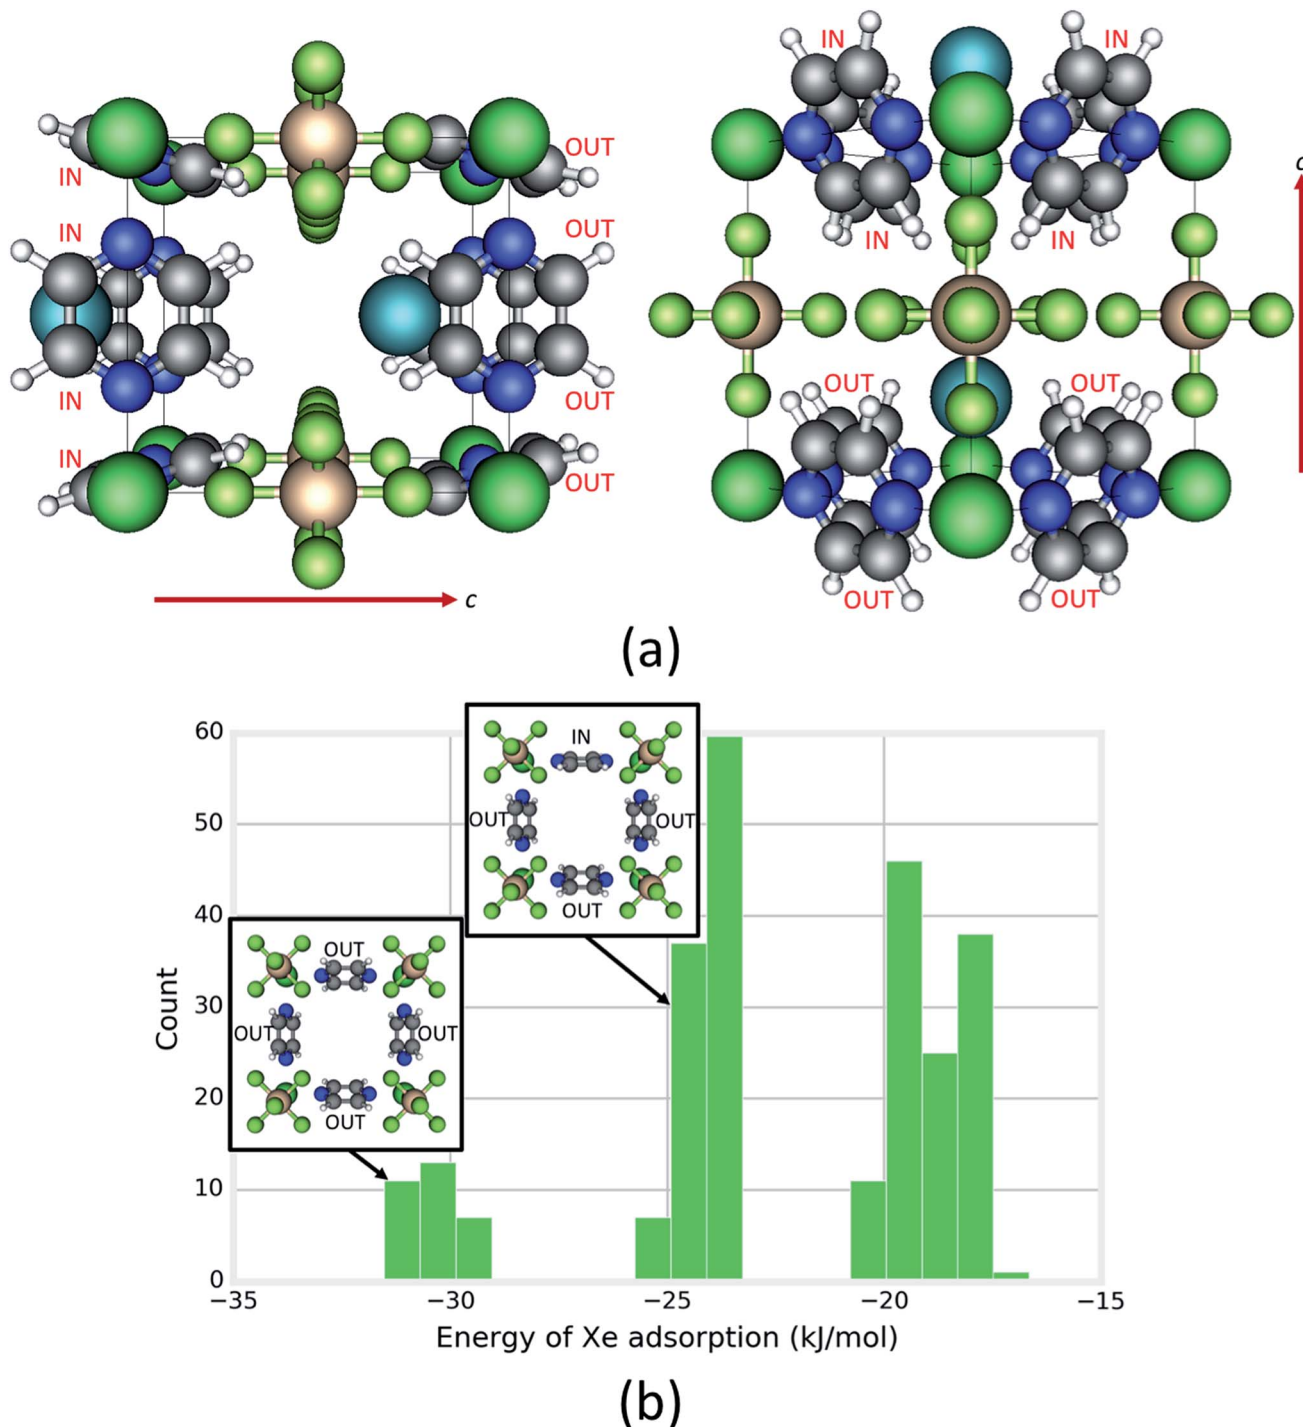 IN
IN
IN
IN
OUT
OUT
OUT
OUT
c
IN
IN
IN
IN
OUT
OUT
OUT
OUT
c
(a)
60
50
40
30
20
10
0
Count
IN
OUT
OUT
OUT
OUT
OUT
OUT
OUT
−35
−30
−25
−20
−15
Energy of Xe adsorption (kJ/mol)
(b)